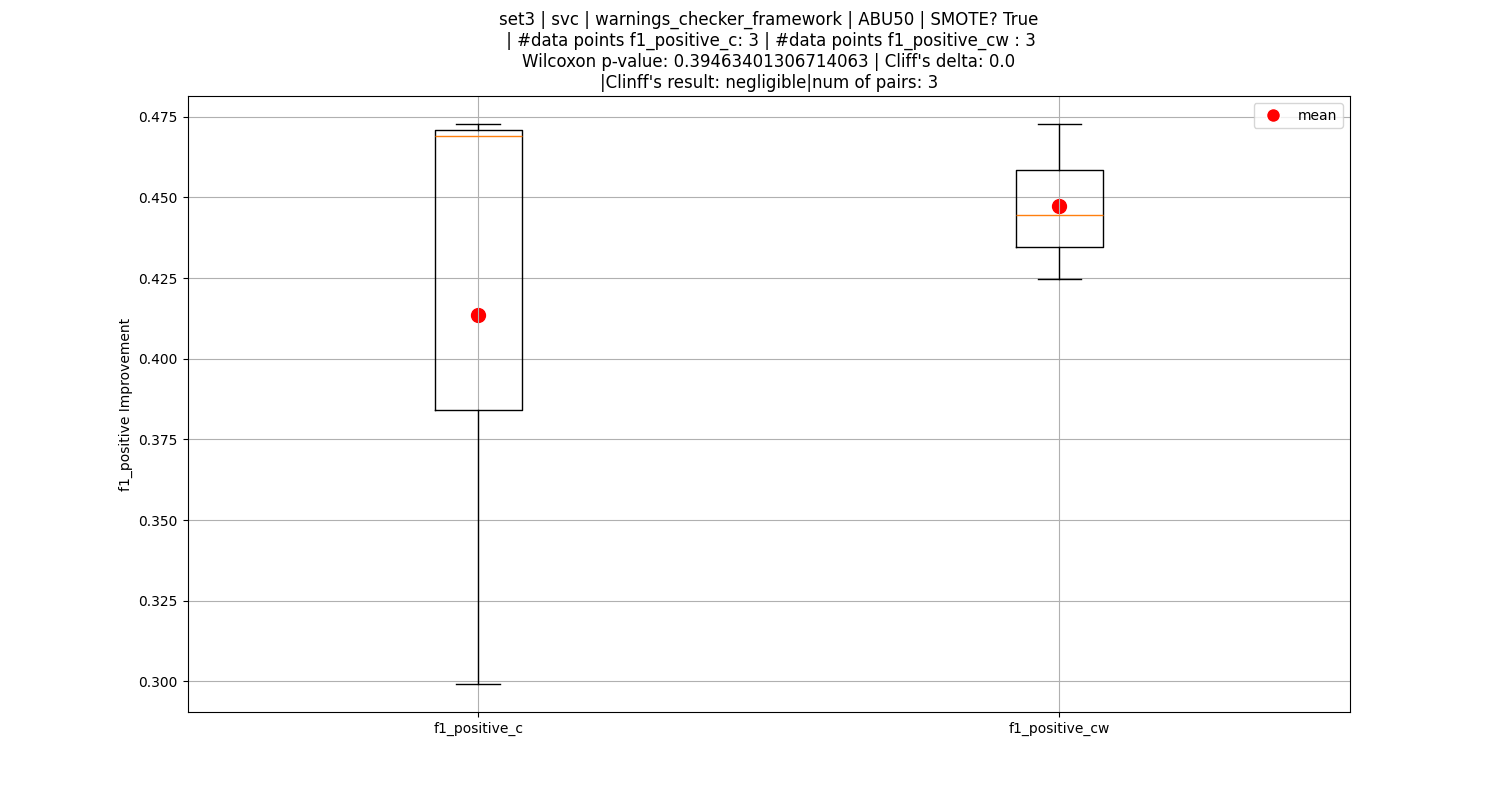 set3 | svc | warnings_checker_framework | ABU50 | SMOTE? True
| #data points f1_positive_c: 3 | #data points f1_positive_cw : 3
Wilcoxon p-value: 0.39463401306714063 | Cliff's delta: 0.0
|Clinff's result: negligible|num of pairs: 3
mean
0.475
0.450
0.425
0.400
0.375
0.350
0.325
0.300
f1_positive Improvement
f1_positive_c
f1_positive_cw